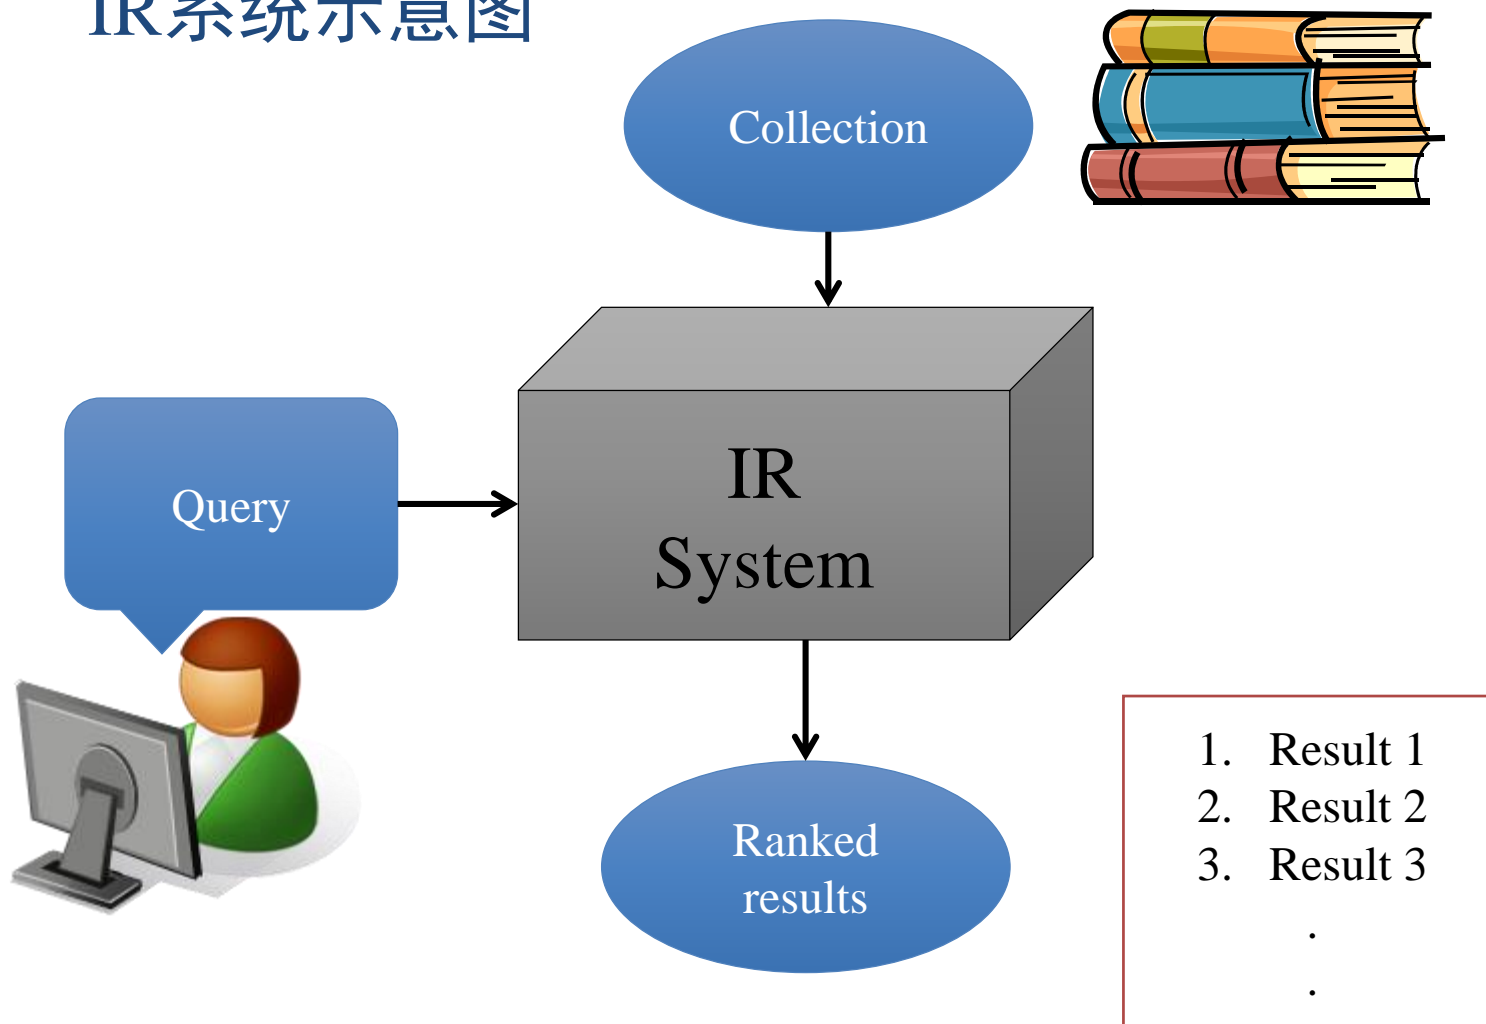 IR系统示意图
Collection
Query
IR
System
Ranked
results
1. Result 1
2. Result 2
3. Result 3
.
.